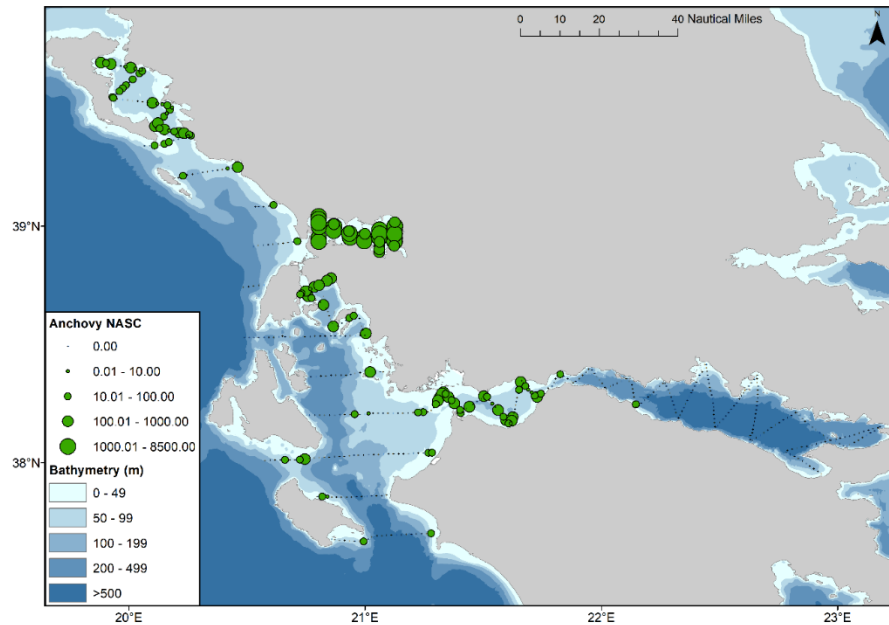 0 10 20 40 Nautical Miles
N
39°N
38°N
Anchovy NASC
0.00
0.01 - 10.00
10.01 - 100.00
100.01 - 1000.00
1000.01 - 8500.00
Bathymetry (m)
0 - 49
50 - 99
100 - 199
200 - 499
>500
20°E 21°E 22°E 23°E